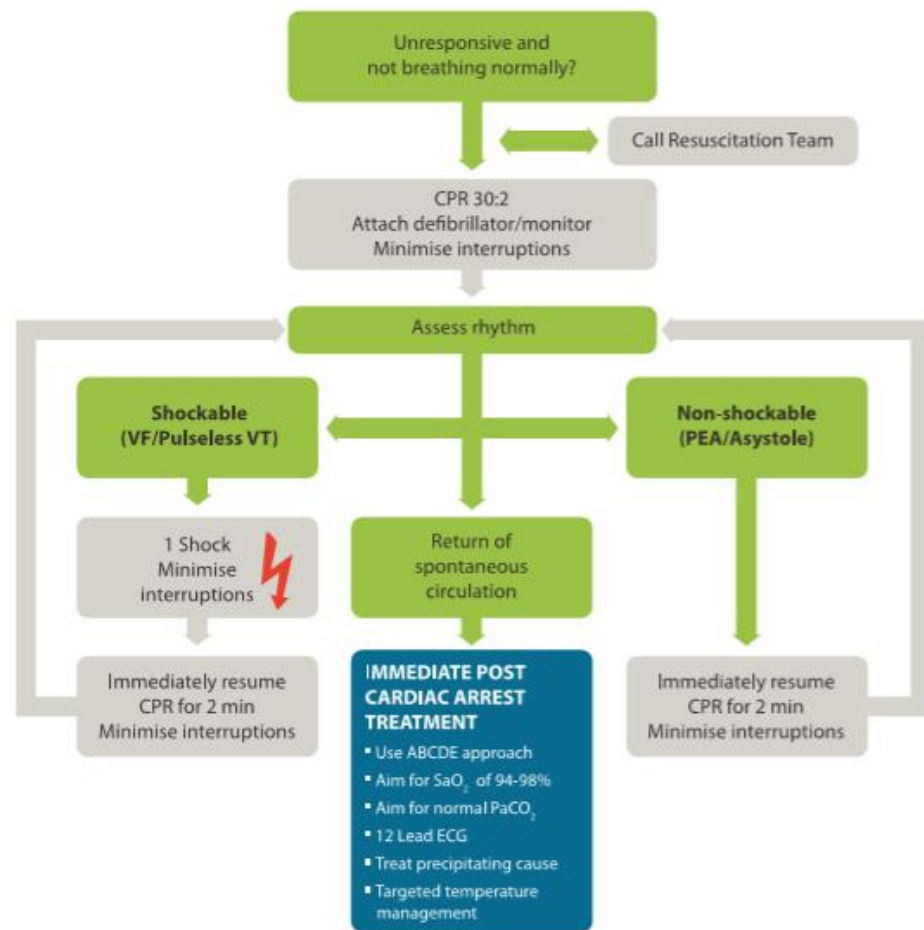 Unresponsive and
not breathing normally?
Call Resuscitation Team
CPR 30:2
Attach defibrillator/monitor
Minimise interruptions
Assess rhythm
Shockable
(VF/Pulseless VT)
Non-shockable
(PEA/Asystole)
1 Shock
Minimise
interruptions
Return of
spontaneous
circulation
Immediately resume
CPR for 2 min
Minimise interruptions
IMMEDIATE POST
CARDIAC ARREST
TREATMENT
▪ Use ABCDE approach
▪ Aim for SaO₂ of 94-98%
▪ Aim for normal PaCO₂
▪ 12 Lead ECG
▪ Treat precipitating cause
▪ Targeted temperature
management
Immediately resume
CPR for 2 min
Minimise interruptions